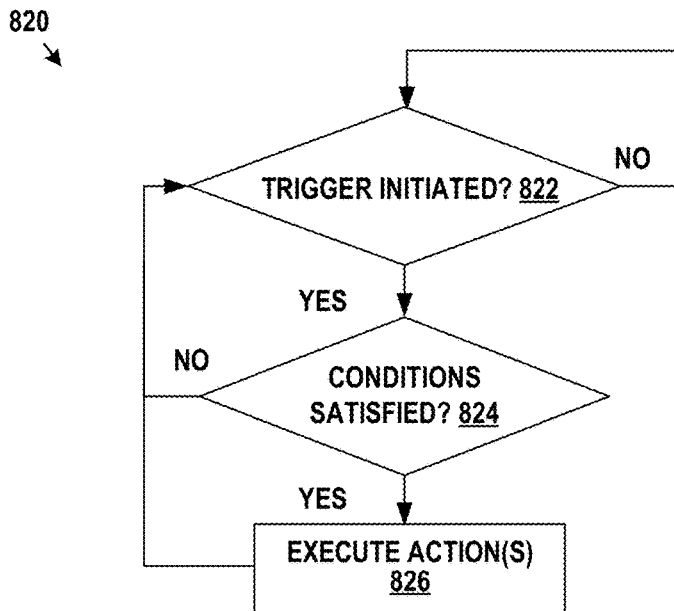 820
TRIGGER INITIATED? 822
NO
YES
NO
CONDITIONS
SATISFIED? 824
YES
EXECUTE ACTION(S)
826